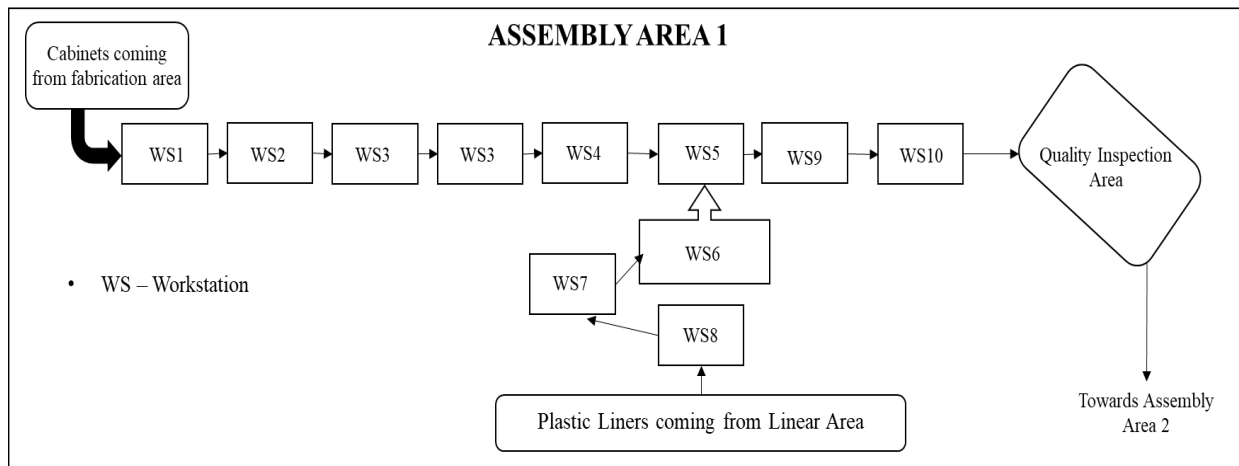 ASSEMBLY AREA 1
Cabinets coming
from fabrication area
WS1
WS2
WS3
WS3
WS4
WS5
WS9
WS10
Quality Inspection
Area
WS6
WS7
• WS – Workstation
WS8
Plastic Liners coming from Linear Area
Towards Assembly
Area 2